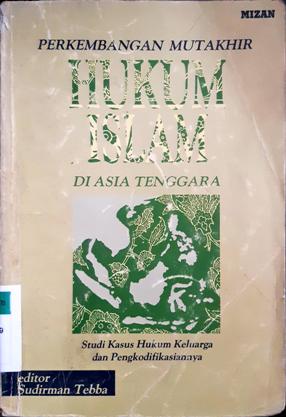 MIZAN
PERKEMBANGAN MUTAKHIR
HUKUM
ISLAM
DI ASIA TENGGARA
Studi Kasus Hukum Keluarga
dan Pengkodifikasiannya
editor
Sudirman Tebba